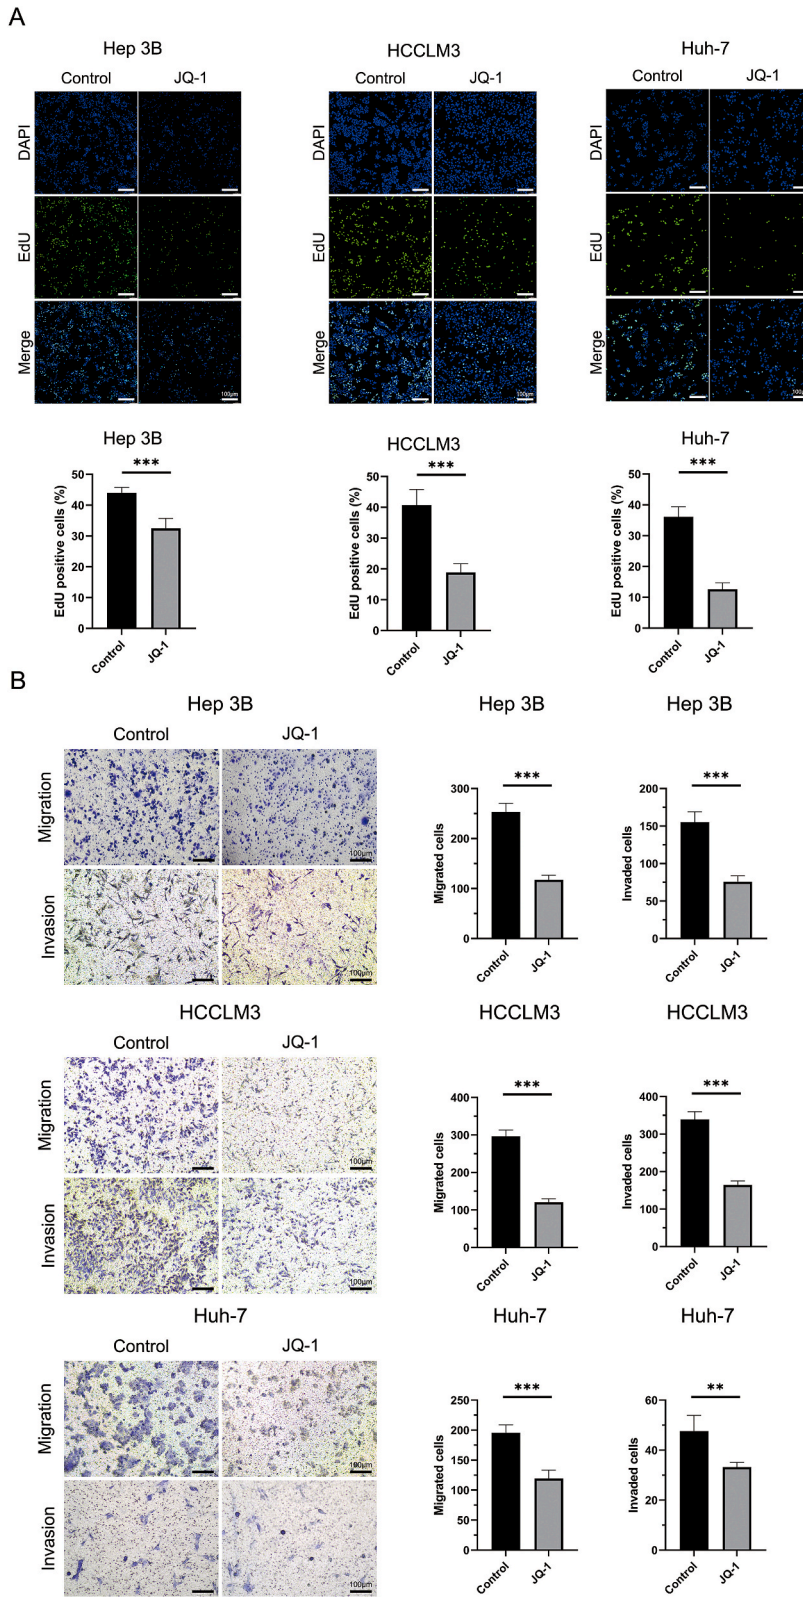 A
Hep 3B
HCCLM3
Huh-7
Control JQ-1
Control JQ-1
Control JQ-1
DAPI
DAPI
DAPI
EdU
EdU
EdU
Merge
Merge
Merge
100μm
100μm
100μm
Hep 3B
HCCLM3
Huh-7
***
***
***
EdU positive cells (%)
50
40
30
20
10
0
Control
JQ-1
EdU positive cells (%)
50
40
30
20
10
0
Control
JQ-1
EdU positive cells (%)
50
40
30
20
10
0
Control
JQ-1
B
Hep 3B
Hep 3B
Hep 3B
Control JQ-1
Migration
100μm
Invasion
100μm
***
Migrated cells
300
200
100
0
Control
JQ-1
***
Invaded cells
200
150
100
50
0
Control
JQ-1
HCCLM3
HCCLM3
HCCLM3
Control JQ-1
Migration
100μm
Invasion
100μm
***
Migrated cells
400
300
200
100
0
Control
JQ-1
***
Invaded cells
400
300
200
100
0
Control
JQ-1
Huh-7
Huh-7
Huh-7
Control JQ-1
Migration
100μm
Invasion
100μm
***
Migrated cells
250
200
150
100
50
0
Control
JQ-1
**
Invaded cells
60
40
20
0
Control
JQ-1